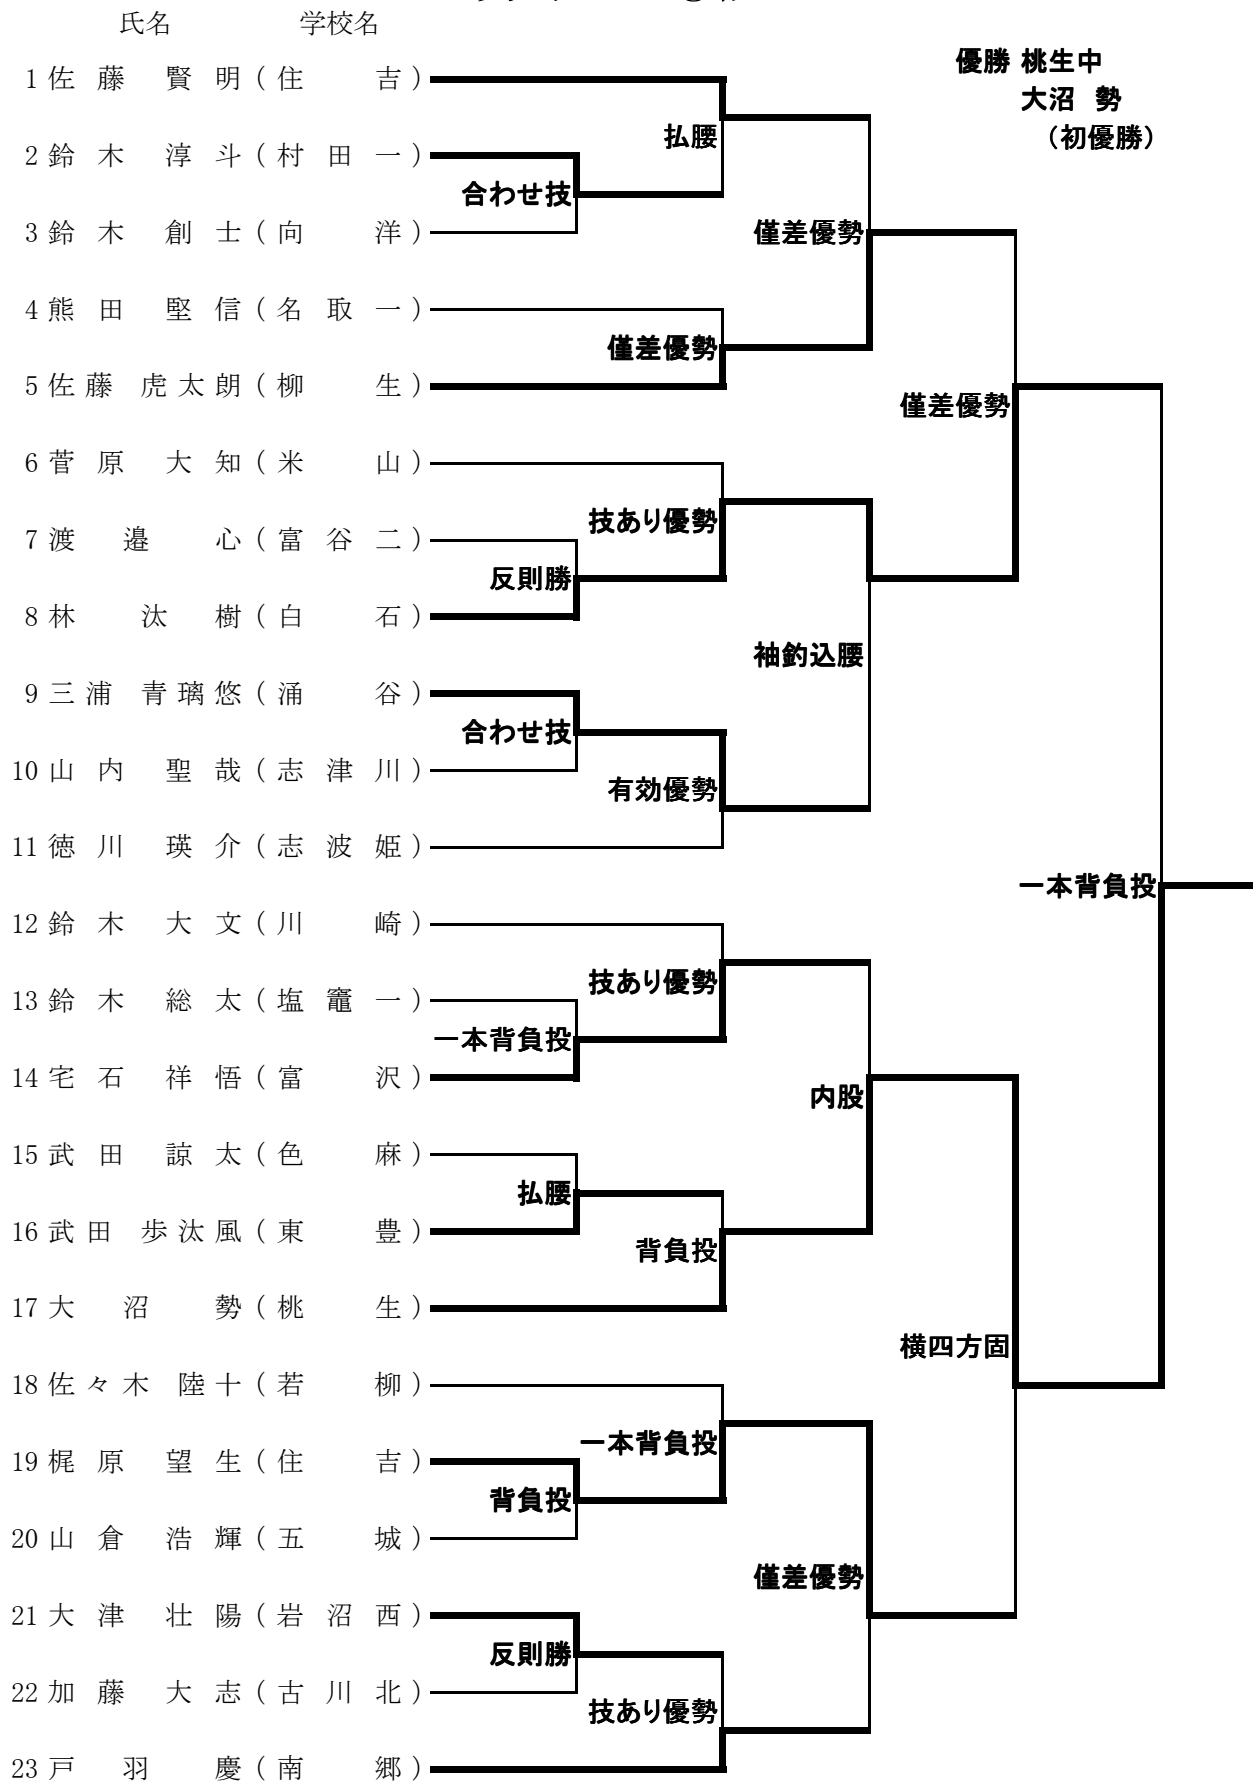 氏名 学校名
優勝 桃生中
大沼 勢
(初優勝)
1 佐藤 賢明 (住吉)
払腰
2 鈴木 淳斗 (村田一)
合わせ技
3 鈴木 創士 (向洋)
僅差優勢
4 熊田 堅信 (名取一)
僅差優勢
5 佐藤 虎太朗 (柳生)
僅差優勢
6 菅原 大知 (米山)
技あり優勢
7 渡邉 心 (富谷二)
反則勝
8 林 汰樹 (白石)
袖釣込腰
9 三浦 青璃悠 (涌谷)
合わせ技
10 山内 聖哉 (志津川)
有効優勢
11 徳川 瑛介 (志波姫)
一本背負投
12 鈴木 大文 (川崎)
技あり優勢
13 鈴木 総太 (塩竈一)
一本背負投
14 宅石 祥悟 (富沢)
内股
15 武田 諒太 (色麻)
払腰
16 武田 歩汰風 (東豊)
背負投
17 大沼 勢 (桃生)
横四方固
18 佐々木 陸十 (若柳)
一本背負投
19 梶原 望生 (住吉)
背負投
20 山倉 浩輝 (五城)
僅差優勢
21 大津 壮陽 (岩沼西)
反則勝
22 加藤 大志 (古川北)
技あり優勢
23 戸羽 慶 (南郷)